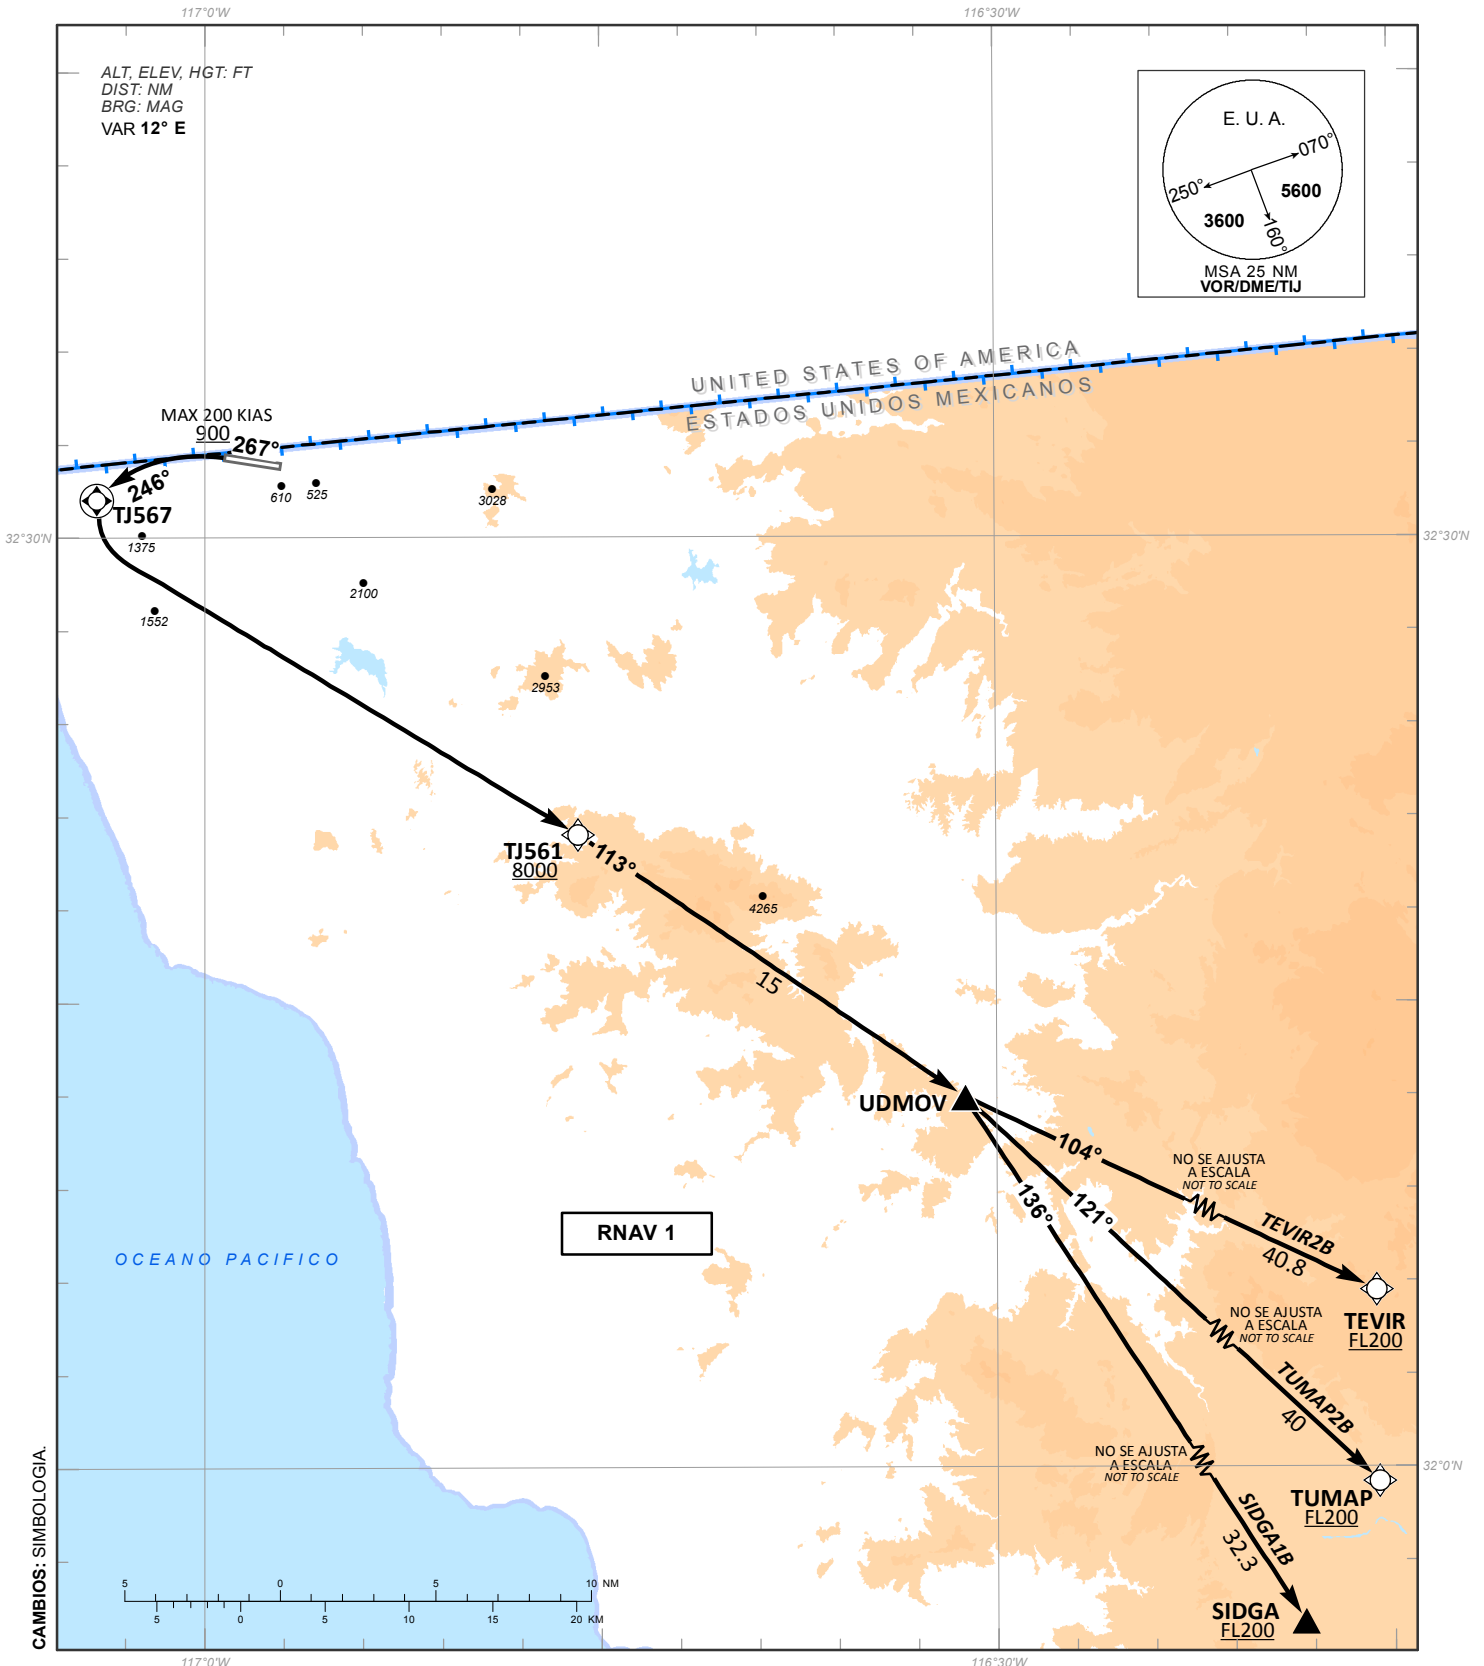 117°0'W
116°30'W
ALT, ELEV, HGT: FT
DIST: NM
BRG: MAG
VAR 12° E
E. U. A.
070°
250°
5600
3600
160°
MSA 25 NM
VOR/DME/TIJ
UNITED STATES OF AMERICA
ESTADOS UNIDOS MEXICANOS
MAX 200 KIAS
900
267°
246°
TJ567
610
525
3028
1375
32°30'N
32°30'N
2100
1552
2953
TJ561
8000
113°
4265
15
UDMOV
104°
NO SE AJUSTA
A ESCALA
NOT TO SCALE
136°
121°
RNAV 1
TEVIR2B
40.8
OCEANO PACIFICO
TEVIR
FL200
NO SE AJUSTA
A ESCALA
NOT TO SCALE
TUMAP2B
40
NO SE AJUSTA
A ESCALA
NOT TO SCALE
32°0'N
TUMAP
FL200
SIDGA1B
32.3
SIDGA
FL200
CAMBIOS: SIMBOLOGIA.
5 0 5 10 NM
5 0 5 10 15 20 KM
117°0'W
116°30'W